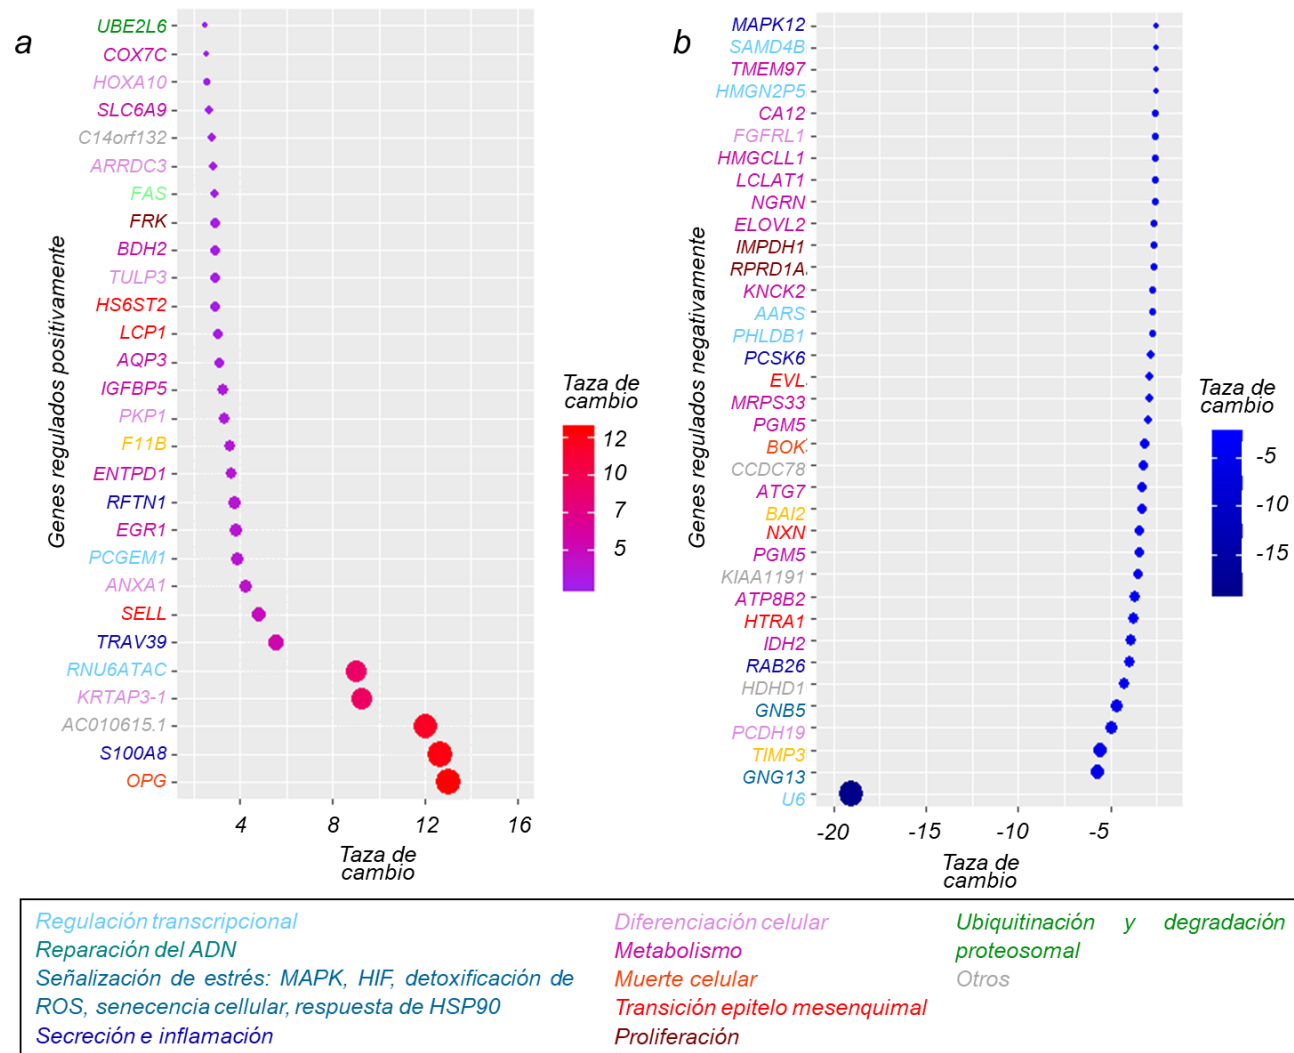 a
Genes regulados positivamente
UBE2L6
COX7C
HOXA10
SLC6A9
C14orf132
ARRDC3
FAS
FRK
BDH2
TULP3
HS6ST2
LCP1
AQP3
IGFBP5
PKP1
F11B
ENTPD1
RFTN1
EGR1
PCGEM1
ANXA1
SELL
TRAV39
RNU6ATAC
KRTAP3-1
AC010615.1
S100A8
OPG
4 8 12 16
Taza de
cambio
Taza de
cambio
12
10
7
5
b
Genes regulados negativamente
MAPK12
SAMD4B
TMEM97
HMGN2P5
CA12
FGFRL1
HMGCLL1
LCLAT1
NGRN
ELOVL2
IMPDH1
RPRD1A
KNCK2
AARS
PHLDB1
PCSK6
EVL
MRPS33
PGM5
BOK
CCDC78
ATG7
BAI2
NXN
PGM5
KIAA1191
ATP8B2
HTRA1
IDH2
RAB26
HDHD1
GNB5
PCDH19
TIMP3
GNG13
U6
-20 -15 -10 -5
Taza de
cambio
Taza de
cambio
-5
-10
-15
Regulación transcripcional
Reparación del ADN
Señalización de estrés: MAPK, HIF, detoxificación de
ROS, senecencia cellular, respuesta de HSP90
Secreción e inflamación
Diferenciación celular
Metabolismo
Muerte celular
Transición epitelo mesenquimal
Proliferación
Ubiquitinación y degradación
proteosomal
Otros